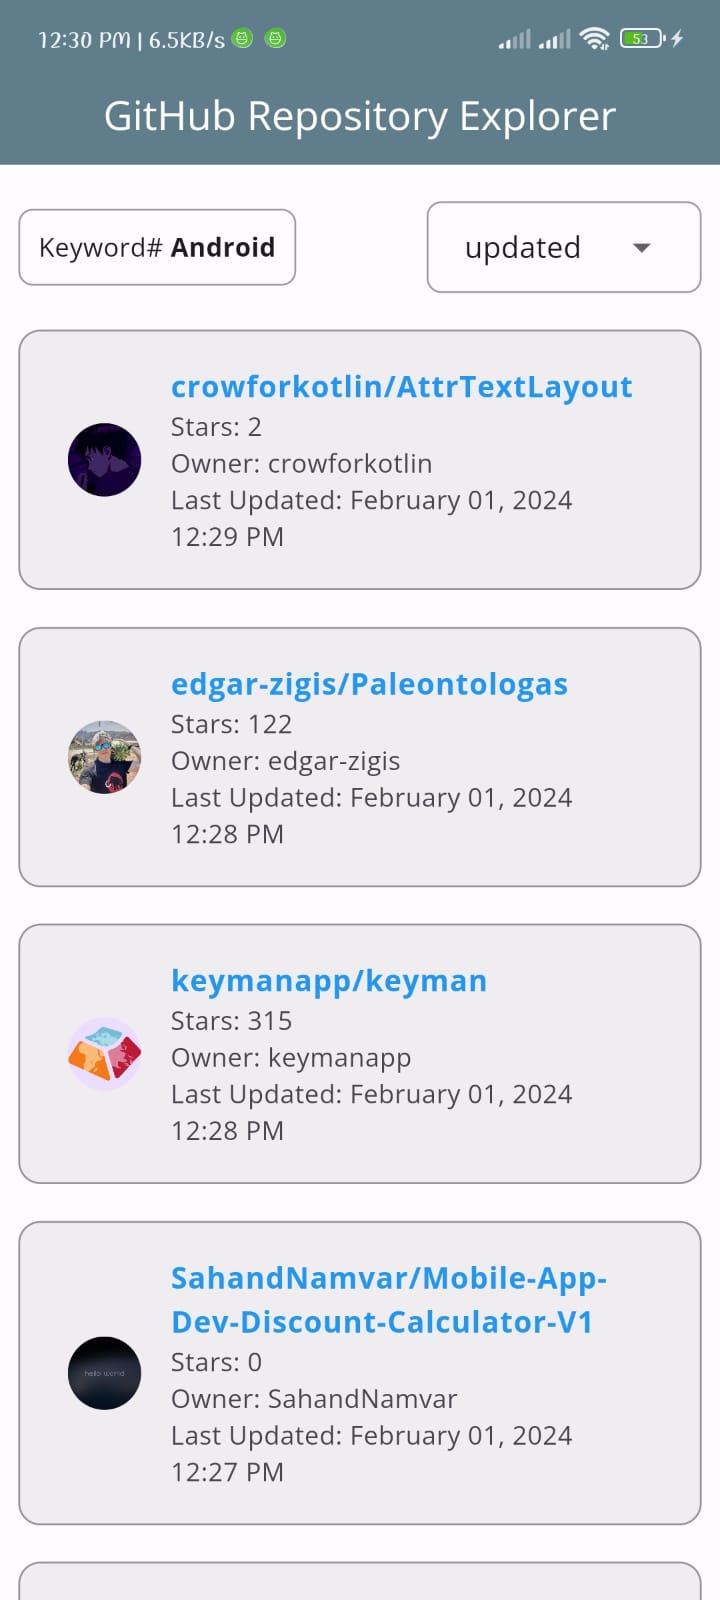 12:30 PM | 6.5KB/s
53
GitHub Repository Explorer
Keyword# Android
updated
crowforkotlin/AttrTextLayout
Stars: 2
Owner: crowforkotlin
Last Updated: February 01, 2024
12:29 PM
edgar-zigis/Paleontologas
Stars: 122
Owner: edgar-zigis
Last Updated: February 01, 2024
12:28 PM
keymanapp/keyman
Stars: 315
Owner: keymanapp
Last Updated: February 01, 2024
12:28 PM
SahandNamvar/Mobile-App-
Dev-Discount-Calculator-V1
hello world
Stars: 0
Owner: SahandNamvar
Last Updated: February 01, 2024
12:27 PM